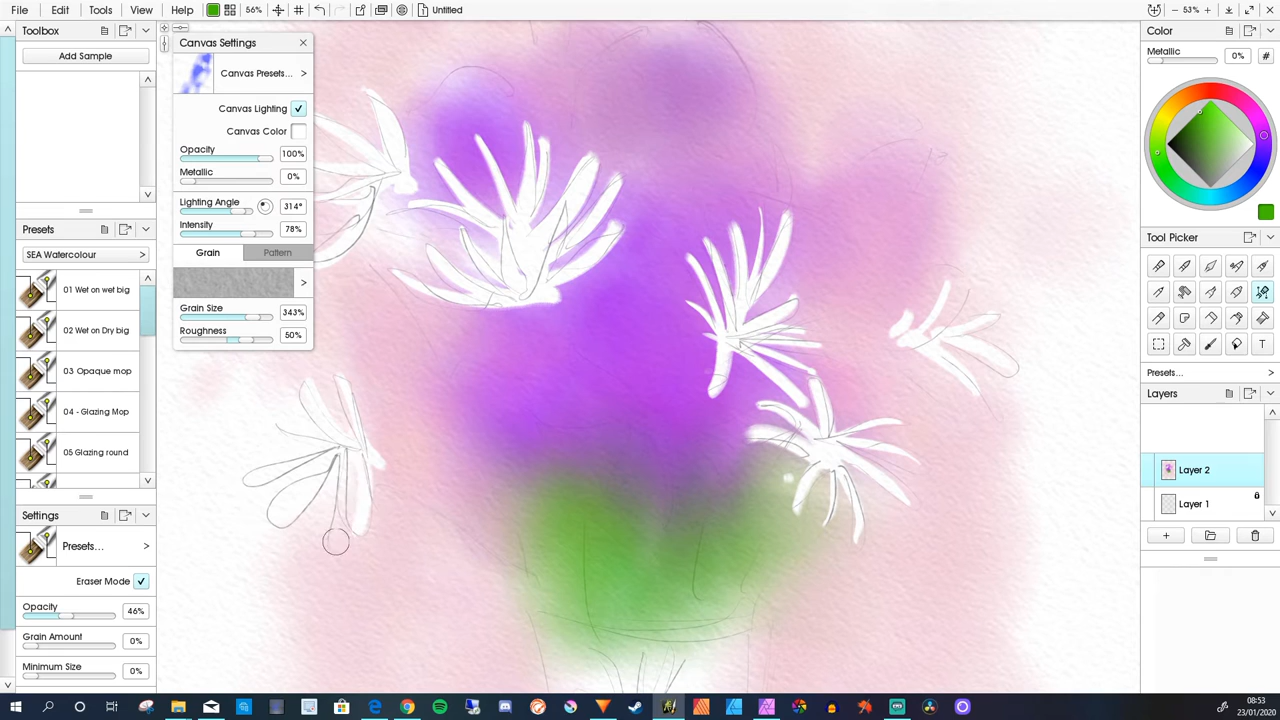 File Edit Tools Help 56% Untitled 53%
Toolbox
Add Sample
Presets
SEA Watercolour >
01 Wet on wet big
02 Wet on Dry big
03 Opaque mop
04 - Glazing Mop
05 Glazing round
Settings
Presets... >
Eraser Mode
Opacity
46%
Grain Amount
0%
Minimum Size
0%
Canvas Settings
Canvas Presets... >
Canvas Lighting
Canvas Color
Opacity
100%
Metallic
0%
Lighting Angle
314°
Intensity
78%
Grain Pattern
Grain Size
343%
Roughness
50%
Color
Metallic
0% #
Tool Picker
T
Presets... >
Layers
Layer 2
Layer 1
08:53
23/01/2020